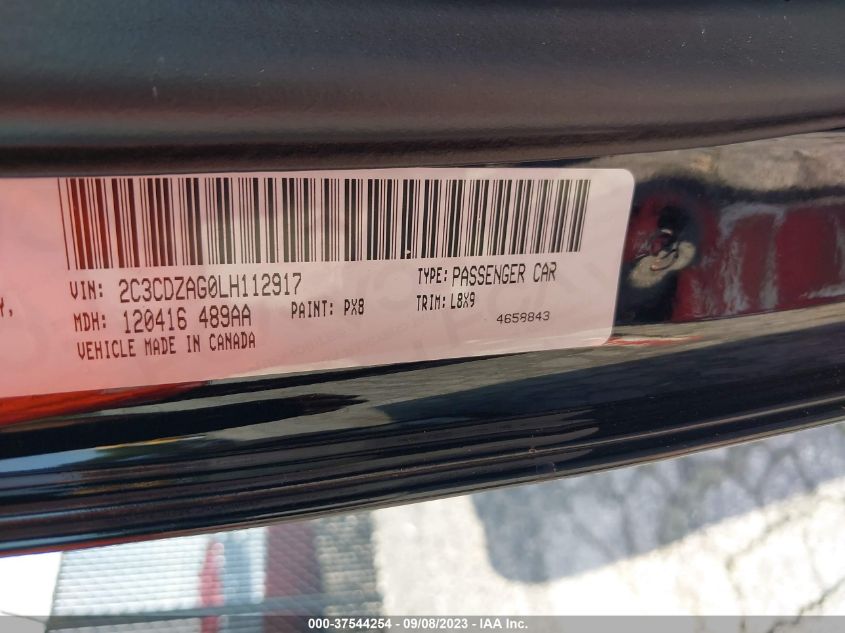 VIN: 2C3CDZAG0LH112917
TYPE: PASSENGER CAR
Y,
MDH: 120416 489AA
PAINT: PX8
TRIM: L8X9
VEHICLE MADE IN CANADA
4658843
000-37544254 - 09/08/2023 - IAA Inc.